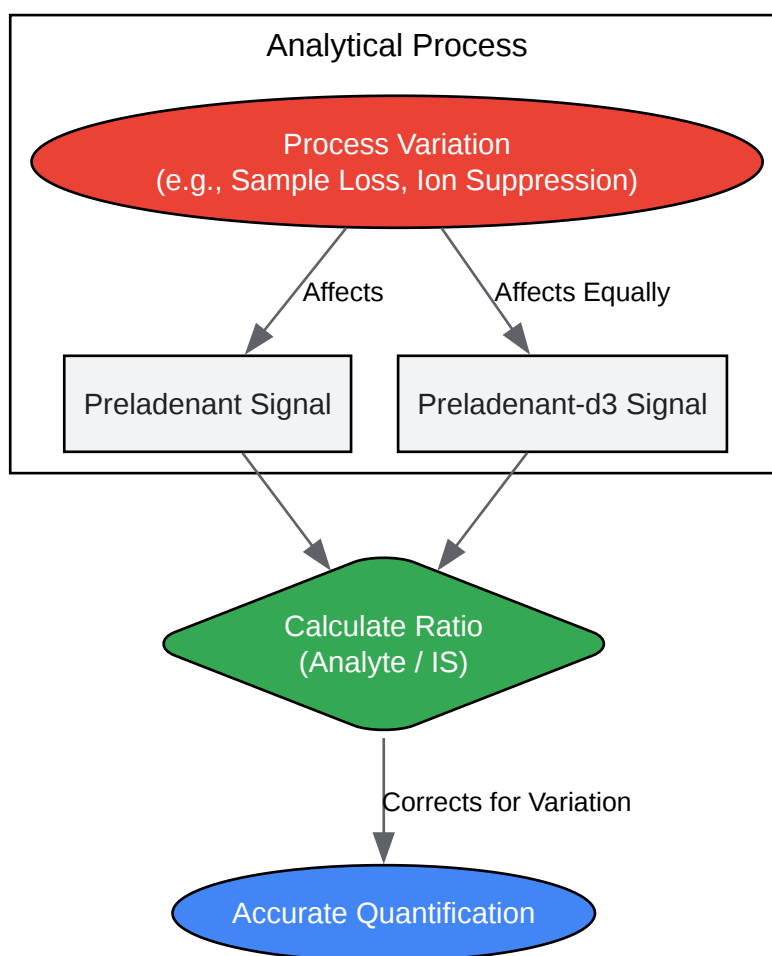 Analytical Process
Process Variation
(e.g., Sample Loss, Ion Suppression)
Affects
Affects Equally
Preladenant Signal
Preladenant-d3 Signal
Calculate Ratio
(Analyte / IS)
Corrects for Variation
Accurate Quantification